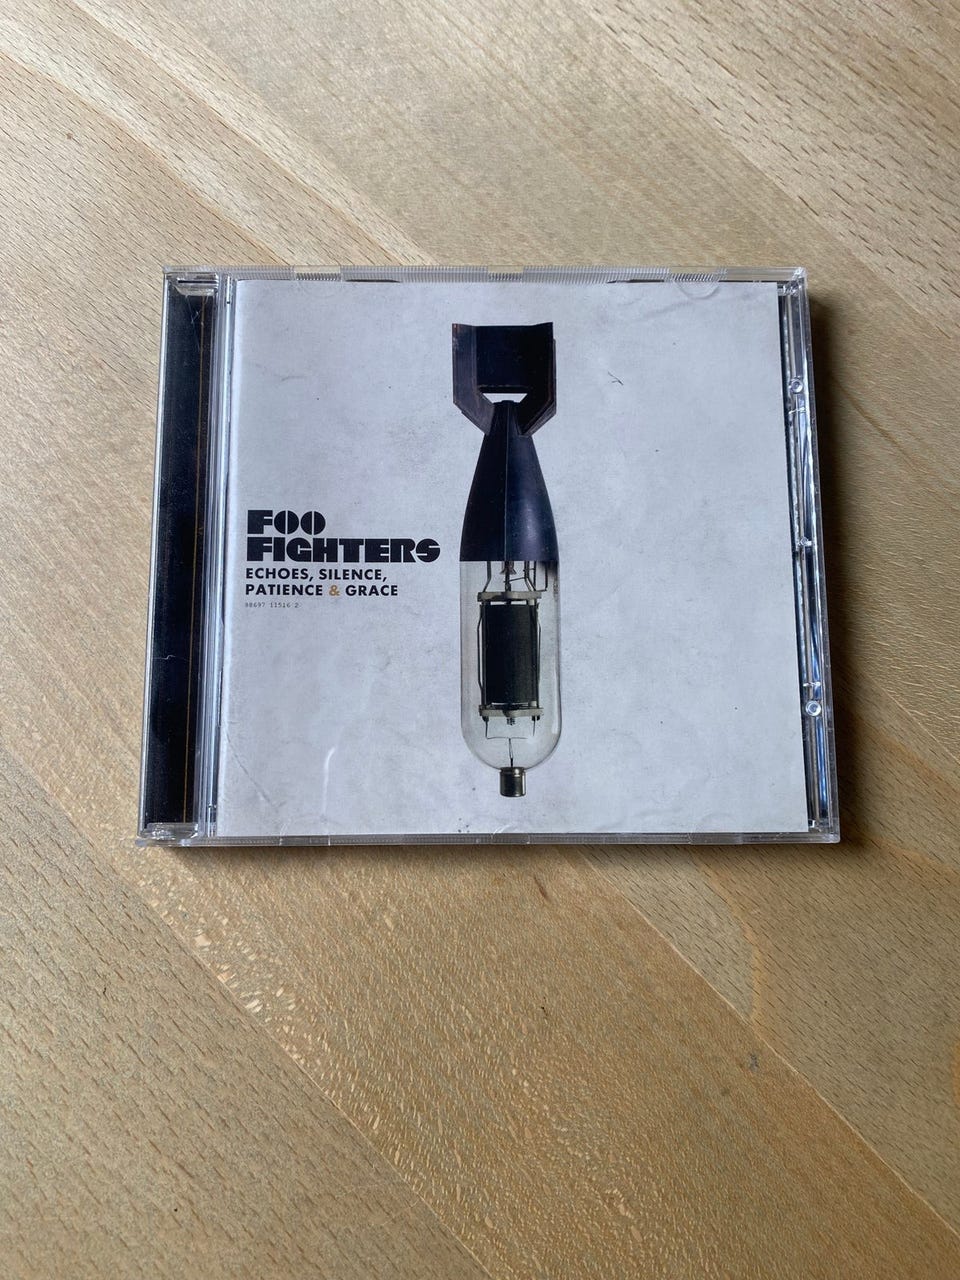 FOO
FIGHTERS
ECHOES, SILENCE,
PATIENCE & GRACE
88697 11516 2